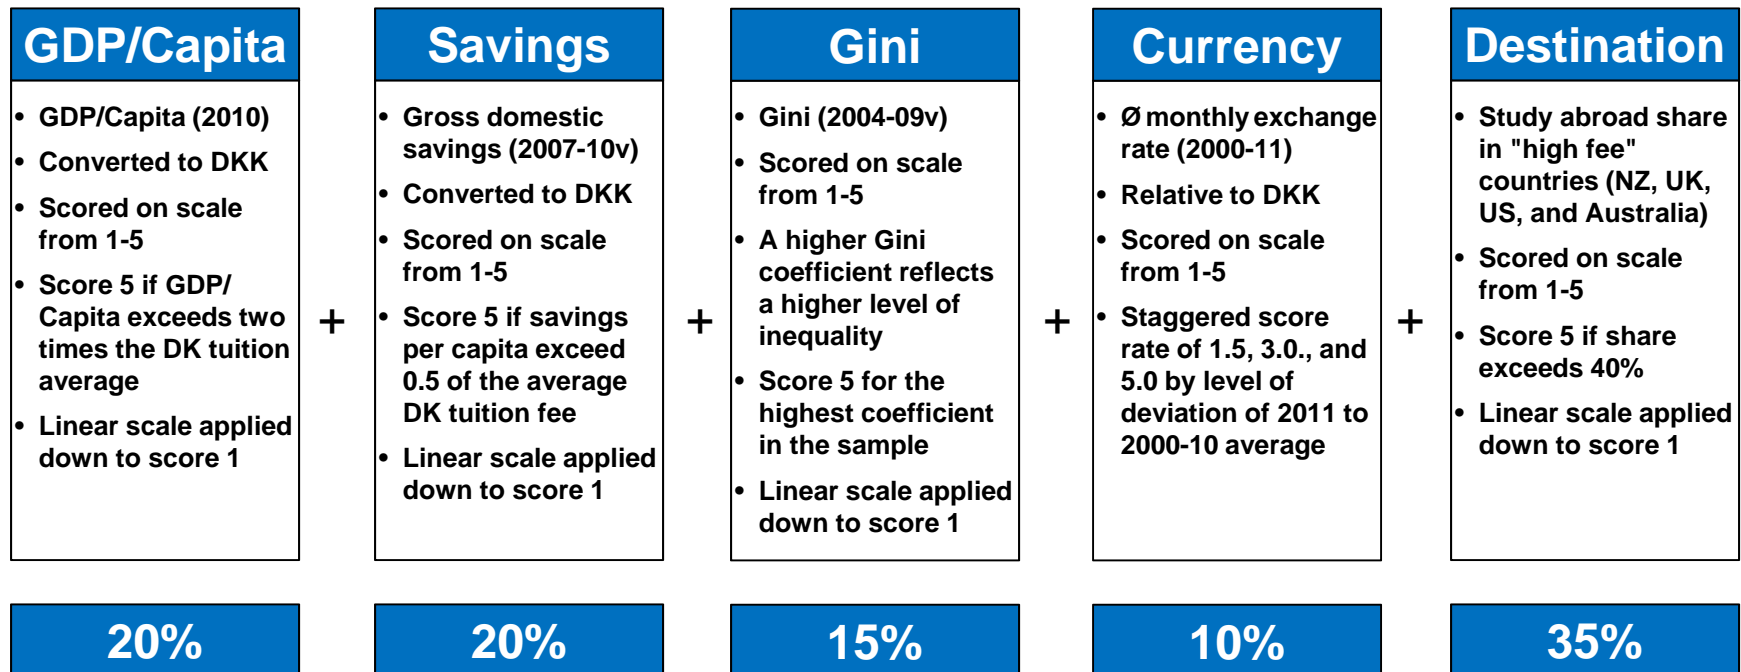 GDP/Capita
• GDP/Capita (2010)
• Converted to DKK
• Scored on scale
from 1-5
• Score 5 if GDP/
Capita exceeds two
times the DK tuition
average
• Linear scale applied
down to score 1
+
Savings
• Gross domestic
savings (2007-10v)
• Converted to DKK
• Scored on scale
from 1-5
• Score 5 if savings
per capita exceed
0.5 of the average
DK tuition fee
• Linear scale applied
down to score 1
+
Gini
• Gini (2004-09v)
• Scored on scale
from 1-5
• A higher Gini
coefficient reflects
a higher level of
inequality
• Score 5 for the
highest coefficient
in the sample
• Linear scale applied
down to score 1
+
Currency
• Ø monthly exchange
rate (2000-11)
• Relative to DKK
• Scored on scale
from 1-5
• Staggered score
rate of 1.5, 3.0., and
5.0 by level of
deviation of 2011 to
2000-10 average
+
Destination
• Study abroad share
in "high fee"
countries (NZ, UK,
US, and Australia)
• Scored on scale
from 1-5
• Score 5 if share
exceeds 40%
• Linear scale applied
down to score 1
20%
20%
15%
10%
35%